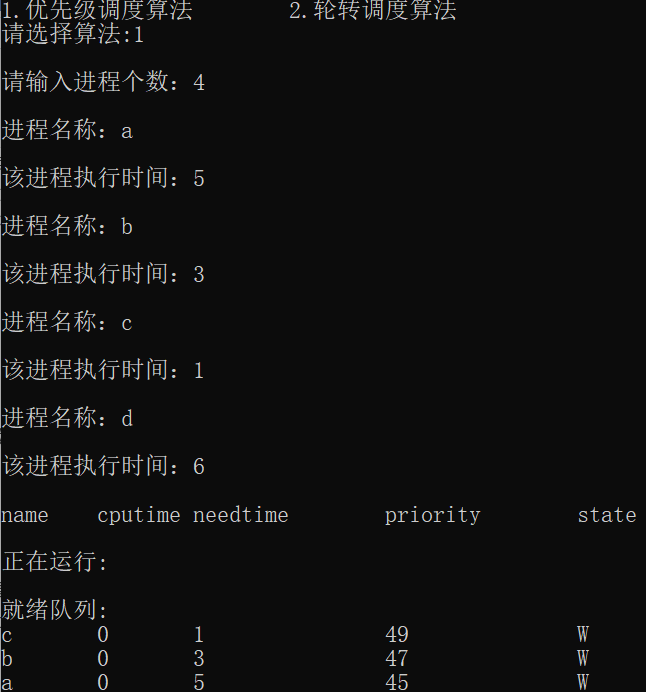 1.优先级调度算法 2.轮转调度算法
请选择算法:1
请输入进程个数：4
进程名称：a
该进程执行时间：5
进程名称：b
该进程执行时间：3
进程名称：c
该进程执行时间：1
进程名称：d
该进程执行时间：6
name cputime needtime priority state
正在运行:
就绪队列:
c 0 1 49 W
b 0 3 47 W
a 0 5 45 W